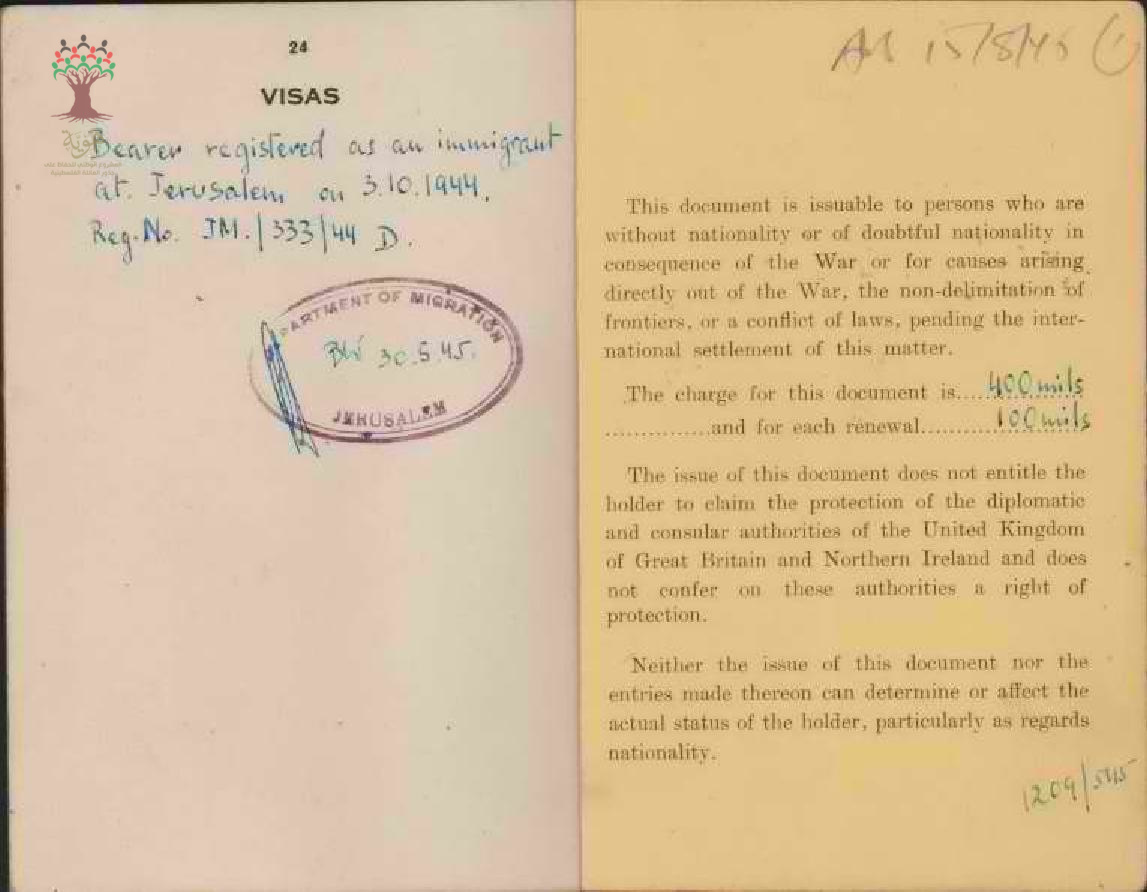 24
VISAS
Bearer registered as an immigrant
at. Jerusalem on 3.10.1944.
Reg.No. JM./333/44 D.
PARTMENT OF MIGRATION
30.5.45.
JERUSALEM
15/8/45
This document is issuable to persons who are
without nationality or of doubtful nationality in
consequence of the War or for causes arising
directly out of the War, the non-delimitation of
frontiers, or a conflict of laws, pending the inter-
national settlement of this matter.
The charge for this document is.....400 mils
...............and for each renewal..........100 mils
The issue of this document does not entitle the
holder to claim the protection of the diplomatic
and consular authorities of the United Kingdom
of Great Britain and Northern Ireland and does
not confer on these authorities a right of
protection.
Neither the issue of this document nor the
entries made thereon can determine or affect the
actual status of the holder, particularly as regards
nationality.
1209/545